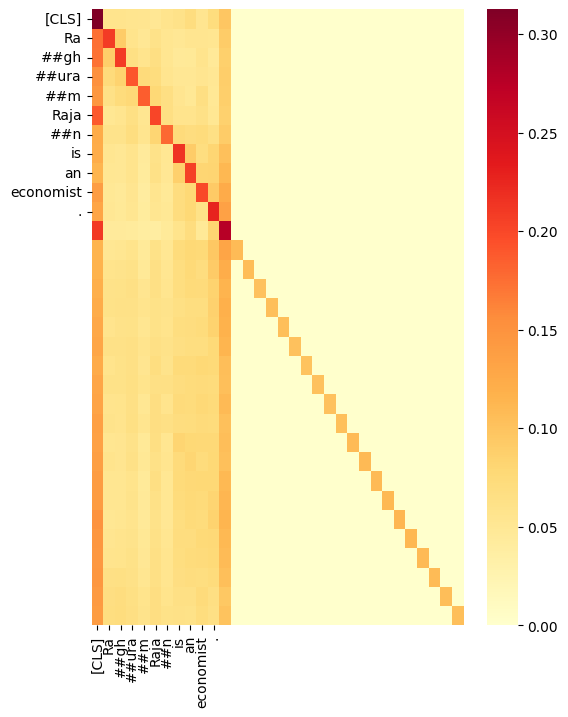 [CLS]
Ra
##gh
##ura
##m
Raja
##n
is
an
economist
.
[CLS]
Ra
##gh
##ura
##m
Raja
##n
is
an
economist
.
0.30
0.25
0.20
0.15
0.10
0.05
0.00